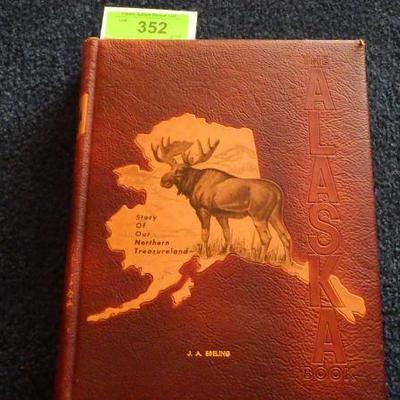 352
THE
ALASKA
BOOK
Story
Of
Our
Northern
Treasureland
J. A. EBELING